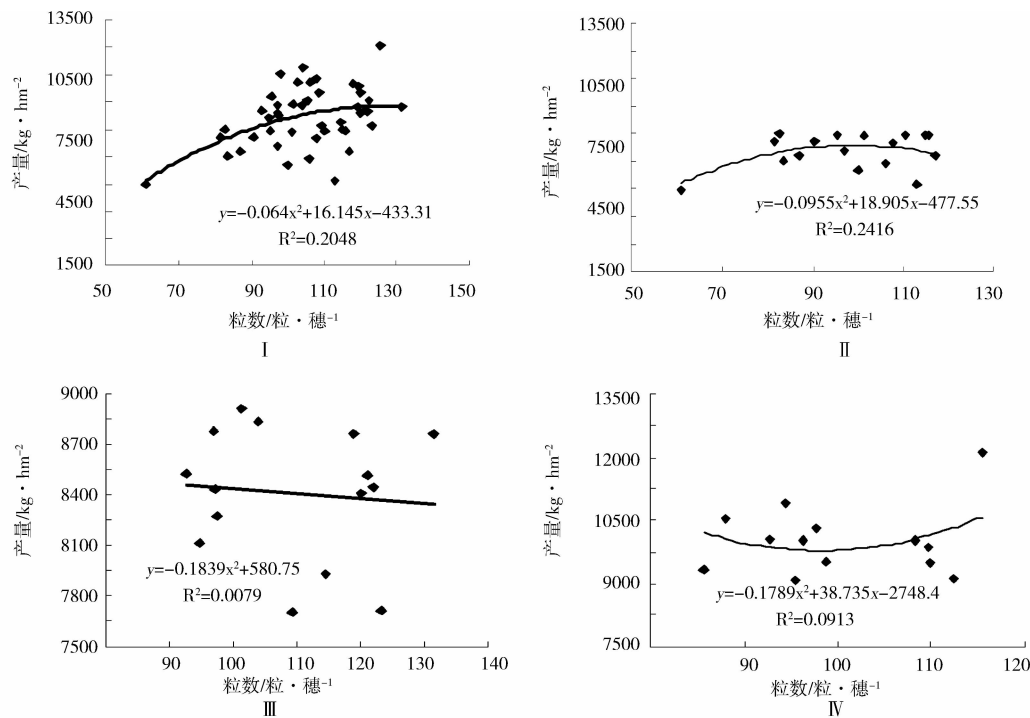 13500
10500
7500
4500
1500
产量/kg·hm⁻²
y=−0.064x²+16.145x−433.31
R²=0.2048
50 70 90 110 130 150
粒数/粒·穗⁻¹
Ⅰ
13500
10500
7500
4500
1500
产量/kg·hm⁻²
y=−0.0955x²+18.905x−477.55
R²=0.2416
50 70 90 110 130
粒数/粒·穗⁻¹
Ⅱ
9000
8700
8400
8100
7800
7500
产量/kg·hm⁻²
y=−0.1839x²+580.75
R²=0.0079
90 100 110 120 130 140
粒数/粒·穗⁻¹
Ⅲ
13500
12000
10500
9000
7500
产量/kg·hm⁻²
y=−0.1789x²+38.735x−2748.4
R²=0.0913
90 100 110 120
粒数/粒·穗⁻¹
Ⅳ